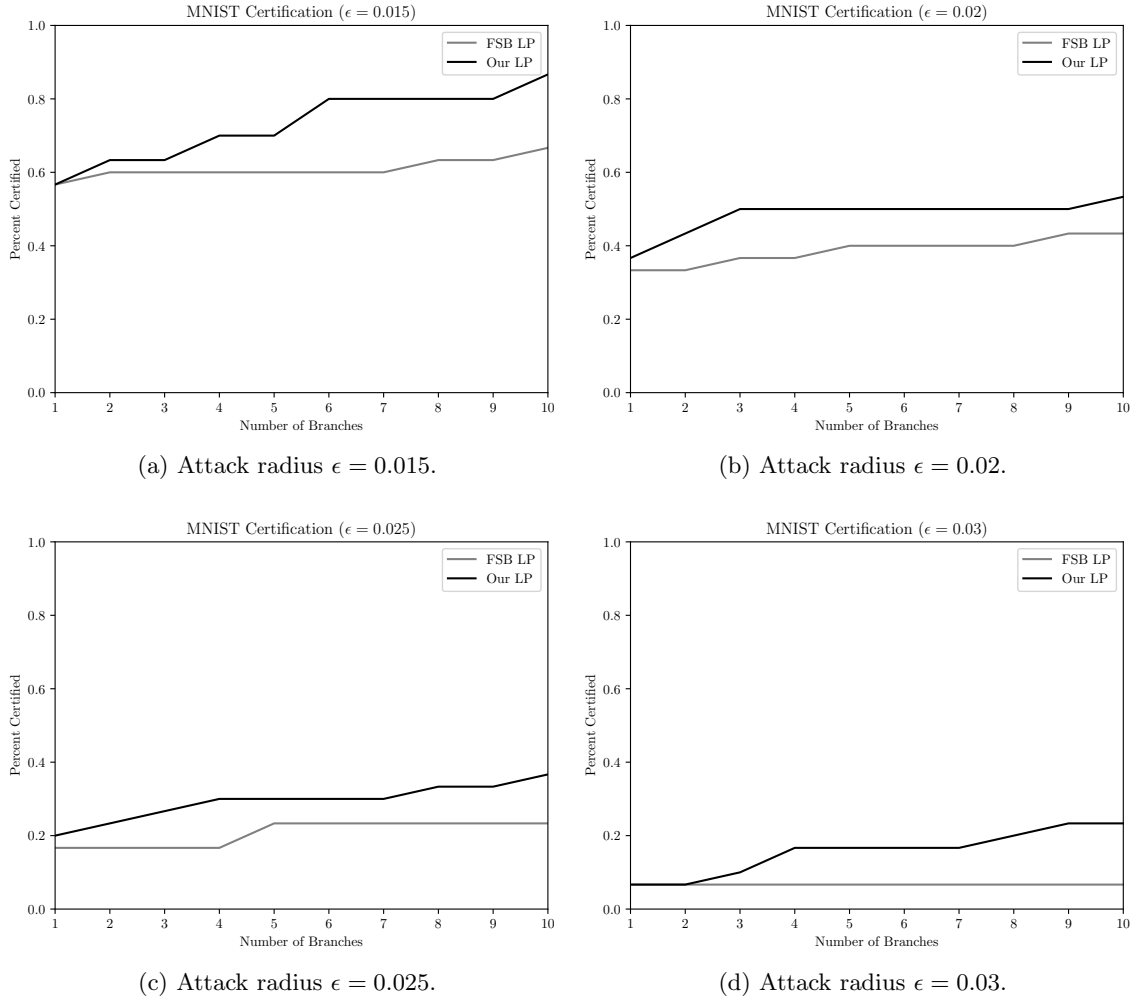 MNIST Certification (ϵ = 0.015)
FSB LP
Our LP
Percent Certified
1.0
0.8
0.6
0.4
0.2
0.0
1 2 3 4 5 6 7 8 9 10
Number of Branches
(a) Attack radius ϵ = 0.015.
MNIST Certification (ϵ = 0.02)
FSB LP
Our LP
Percent Certified
1.0
0.8
0.6
0.4
0.2
0.0
1 2 3 4 5 6 7 8 9 10
Number of Branches
(b) Attack radius ϵ = 0.02.
MNIST Certification (ϵ = 0.025)
FSB LP
Our LP
Percent Certified
1.0
0.8
0.6
0.4
0.2
0.0
1 2 3 4 5 6 7 8 9 10
Number of Branches
(c) Attack radius ϵ = 0.025.
MNIST Certification (ϵ = 0.03)
FSB LP
Our LP
Percent Certified
1.0
0.8
0.6
0.4
0.2
0.0
1 2 3 4 5 6 7 8 9 10
Number of Branches
(d) Attack radius ϵ = 0.03.